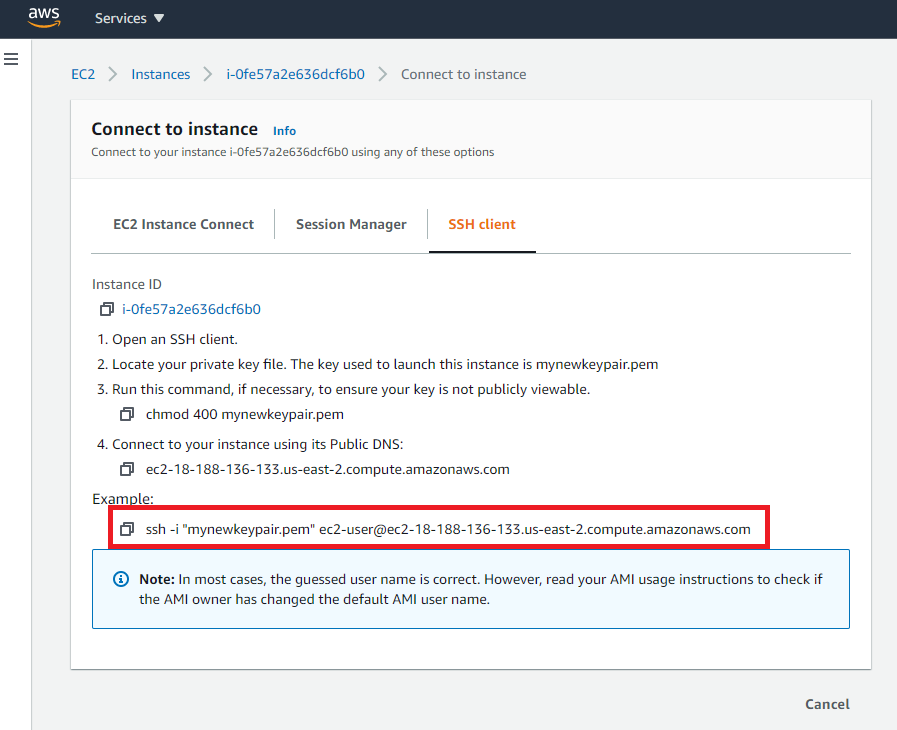 aws Services ▼
EC2 > Instances > i-0fe57a2e636dcf6b0 > Connect to instance
Connect to instance Info
Connect to your instance i-0fe57a2e636dcf6b0 using any of these options
EC2 Instance Connect Session Manager SSH client
Instance ID
i-0fe57a2e636dcf6b0
1. Open an SSH client.
2. Locate your private key file. The key used to launch this instance is mynewkeypair.pem
3. Run this command, if necessary, to ensure your key is not publicly viewable.
chmod 400 mynewkeypair.pem
4. Connect to your instance using its Public DNS:
ec2-18-188-136-133.us-east-2.compute.amazonaws.com
Example:
ssh -i "mynewkeypair.pem" ec2-user@ec2-18-188-136-133.us-east-2.compute.amazonaws.com
Note: In most cases, the guessed user name is correct. However, read your AMI usage instructions to check if
the AMI owner has changed the default AMI user name.
Cancel